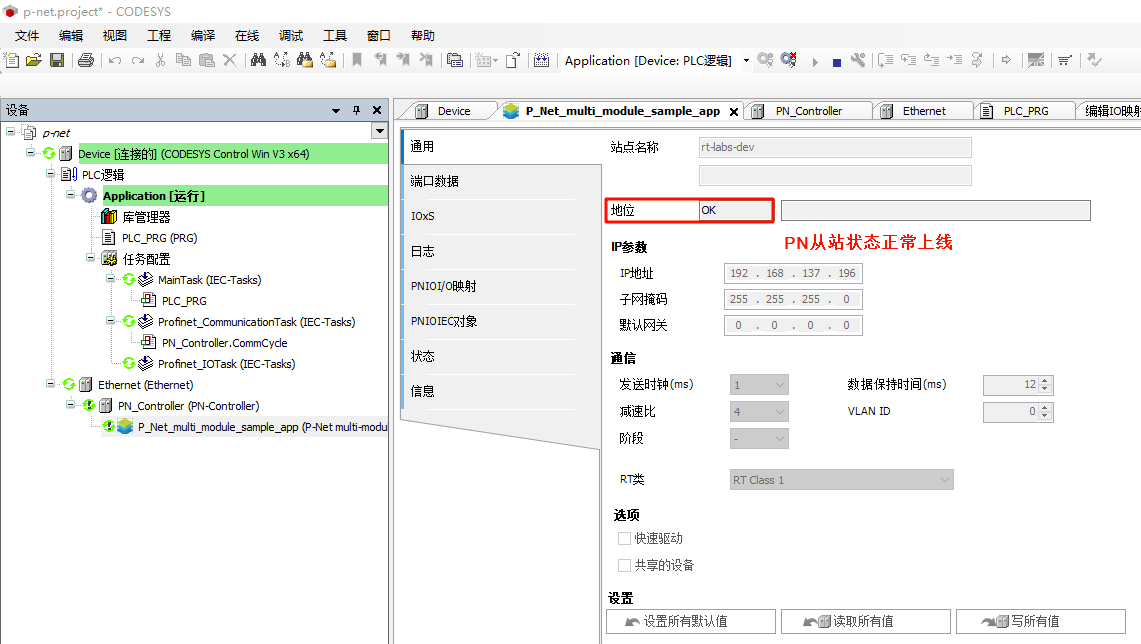 p-net.project* - CODESYS
文件 编辑 视图 工程 编译 在线 调试 工具 窗口 帮助
Application [Device: PLC逻辑]
设备
p-net
Device [连接的] (CODESYS Control Win V3 x64)
PLC逻辑
Application [运行]
库管理器
PLC_PRG (PRG)
任务配置
MainTask (IEC-Tasks)
PLC_PRG
Profinet_CommunicationTask (IEC-Tasks)
PN_Controller.CommCycle
Profinet_IOTask (IEC-Tasks)
Ethernet (Ethernet)
PN_Controller (PN-Controller)
P_Net_multi_module_sample_app (P-Net multi-modu
Device P_Net_multi_module_sample_app PN_Controller Ethernet PLC_PRG 编辑IO映射
通用
端口数据
IOxS
日志
PNIOI/O映射
PNIOIEC对象
状态
信息
站点名称 rt-labs-dev
地位 OK
PN从站状态正常上线
IP参数
IP地址 192 . 168 . 137 . 196
子网掩码 255 . 255 . 255 . 0
默认网关 0 . 0 . 0 . 0
通信
发送时钟(ms) 1 数据保持时间(ms) 12
减速比 4 VLAN ID 0
阶段 -
RT类 RT Class 1
选项
快速驱动
共享的设备
设置
设置所有默认值 读取所有值 写所有值